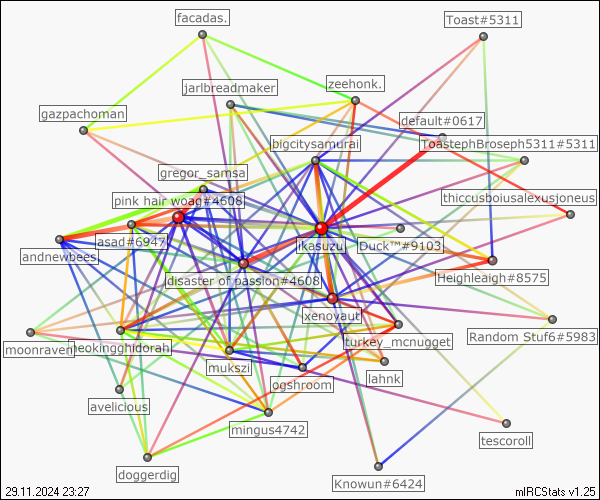 facadas.
Toast#5311
jarlbreadmaker
zeehonk.
gazpachoman
default#0617
bigcitysamurai
ToastephBroseph5311#5311
gregor_samsa
pink hair woag#4608
thiccusboiusalexusjoneus
asad#6947
ikasuzu
Duck™#9103
andnewbees
disaster of passion#4608
Heighleaigh#8575
xenoyaut
Random Stuf6#5983
moonraven
neokingghidorah
turkey_mcnugget
mukszi
ogshroom
lahnk
avelicious
mingus4742
tescoroll
doggerdig
Knowun#6424
29.11.2024 23:27
mIRCStats v1.25